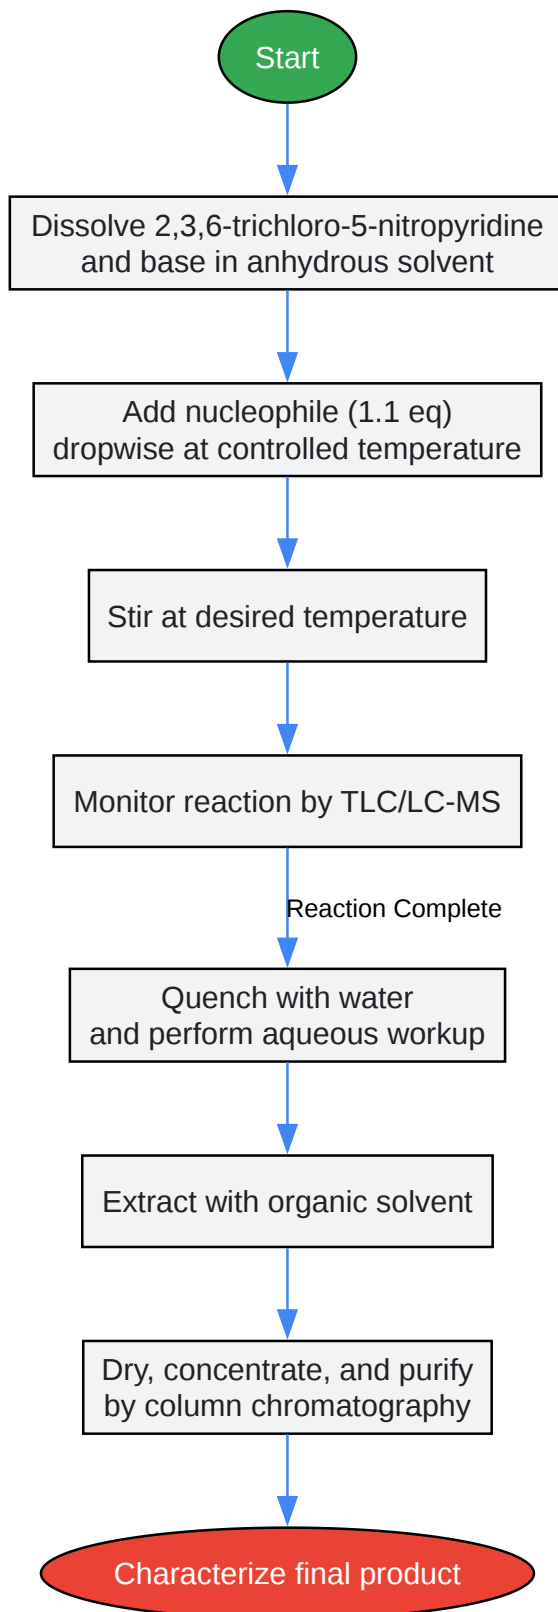 Start
Dissolve 2,3,6-trichloro-5-nitropyridine
and base in anhydrous solvent
Add nucleophile (1.1 eq)
dropwise at controlled temperature
Stir at desired temperature
Monitor reaction by TLC/LC-MS
Reaction Complete
Quench with water
and perform aqueous workup
Extract with organic solvent
Dry, concentrate, and purify
by column chromatography
Characterize final product